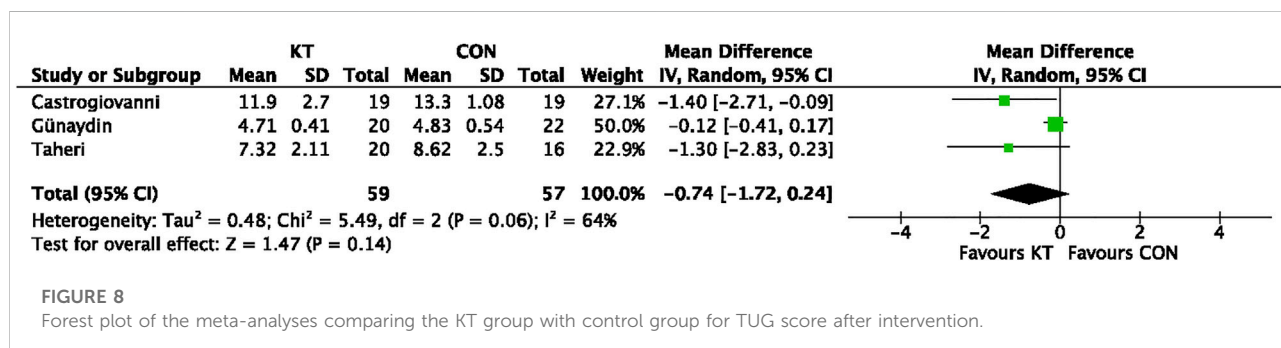 KT CON Mean Difference Mean Difference
Study or Subgroup Mean SD Total Mean SD Total Weight IV, Random, 95% CI IV, Random, 95% CI
Castrogiovanni 11.9 2.7 19 13.3 1.08 19 27.1% −1.40 [−2.71, −0.09]
Günaydin 4.71 0.41 20 4.83 0.54 22 50.0% −0.12 [−0.41, 0.17]
Taheri 7.32 2.11 20 8.62 2.5 16 22.9% −1.30 [−2.83, 0.23]
Total (95% CI) 59 57 100.0% −0.74 [−1.72, 0.24]
Heterogeneity: Tau² = 0.48; Chi² = 5.49, df = 2 (P = 0.06); I² = 64%
Test for overall effect: Z = 1.47 (P = 0.14)
−4 −2 0 2 4
Favours KT Favours CON
FIGURE 8
Forest plot of the meta-analyses comparing the KT group with control group for TUG score after intervention.